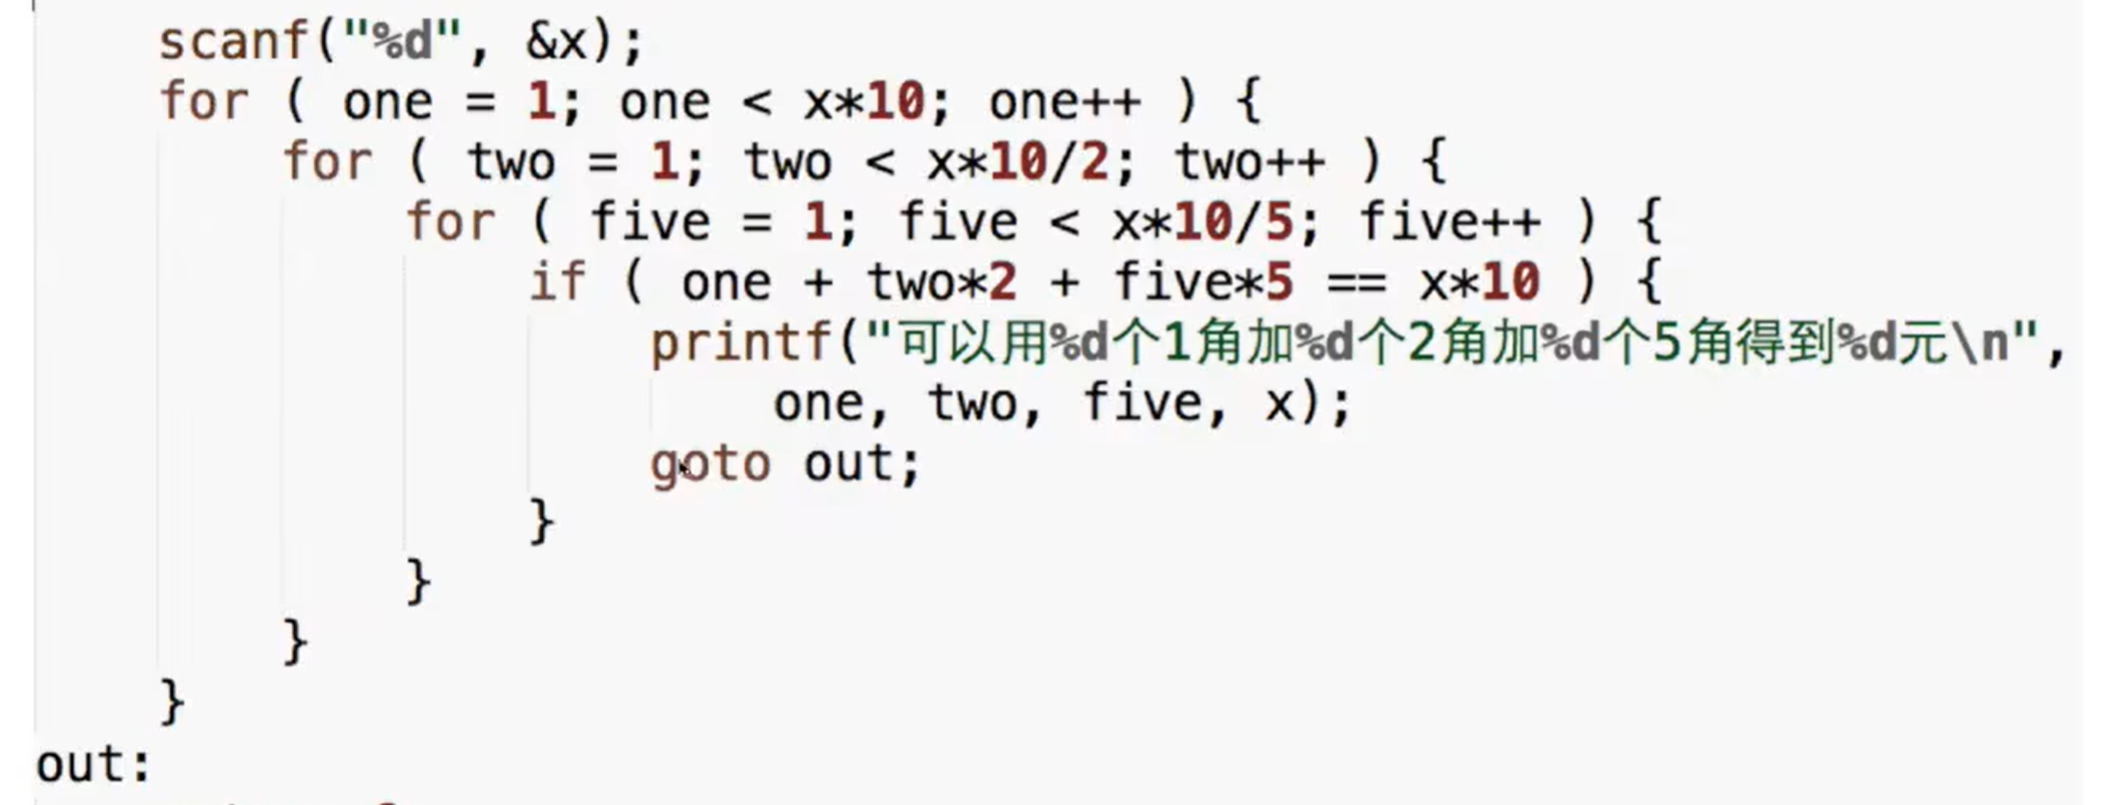 scanf("%d", &x);
for ( one = 1; one < x*10; one++ ) {
for ( two = 1; two < x*10/2; two++ ) {
for ( five = 1; five < x*10/5; five++ ) {
if ( one + two*2 + five*5 == x*10 ) {
printf("可以用%d个1角加%d个2角加%d个5角得到%d元\n",
one, two, five, x);
goto out;
}
}
}
}
out: